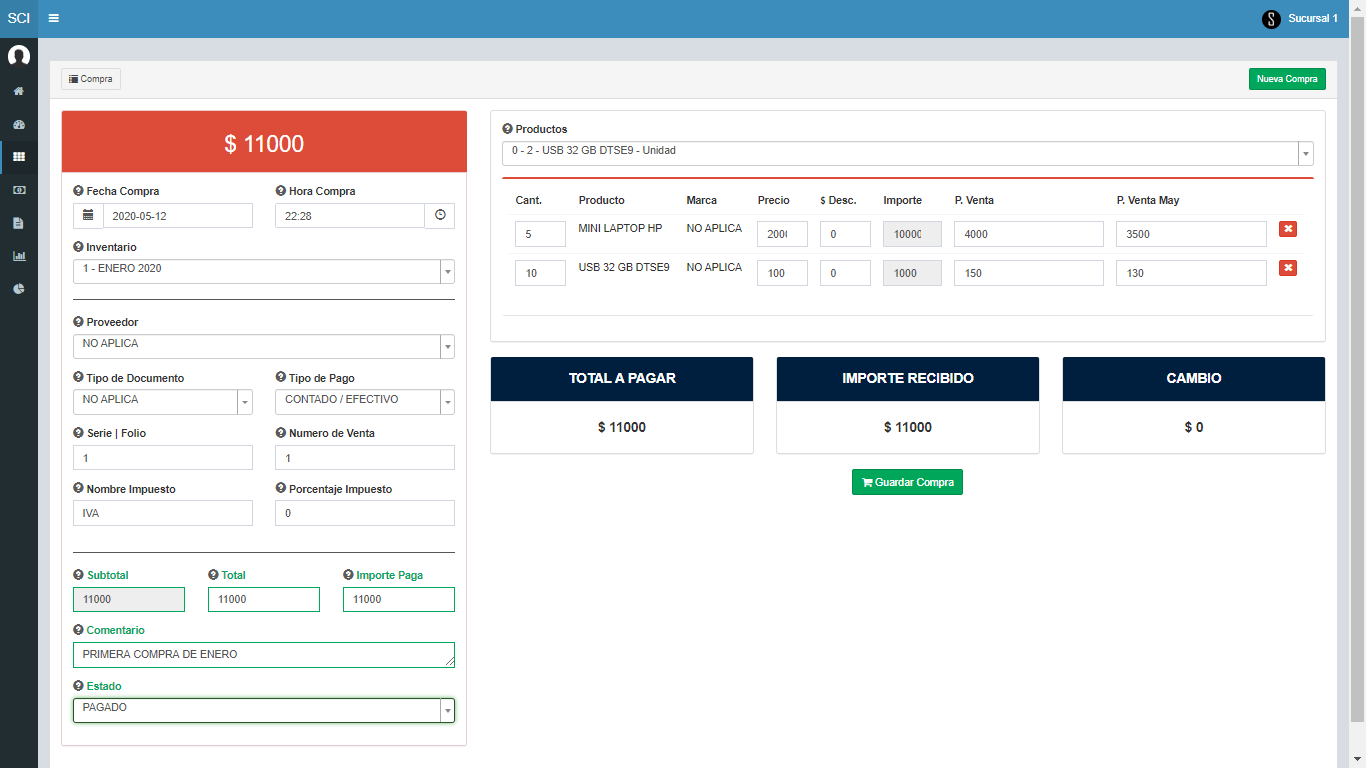 SCI
Sucursal 1
Compra
Nueva Compra
$ 11000
Fecha Compra
Hora Compra
2020-05-12
22:28
Inventario
1 - ENERO 2020
Proveedor
NO APLICA
Tipo de Documento
Tipo de Pago
NO APLICA
CONTADO / EFECTIVO
Serie | Folio
Numero de Venta
1
1
Nombre Impuesto
Porcentaje Impuesto
IVA
0
Subtotal
Total
Importe Paga
11000
11000
11000
Comentario
PRIMERA COMPRA DE ENERO
Estado
PAGADO
Productos
0 - 2 - USB 32 GB DTSE9 - Unidad
Cant. Producto Marca Precio $ Desc. Importe P. Venta P. Venta May
5 MINI LAPTOP HP NO APLICA 0 10000 4000 3500
10 USB 32 GB DTSE9 NO APLICA 100 0 1000 150 130
TOTAL A PAGAR
$ 11000
IMPORTE RECIBIDO
$ 11000
CAMBIO
$ 0
Guardar Compra